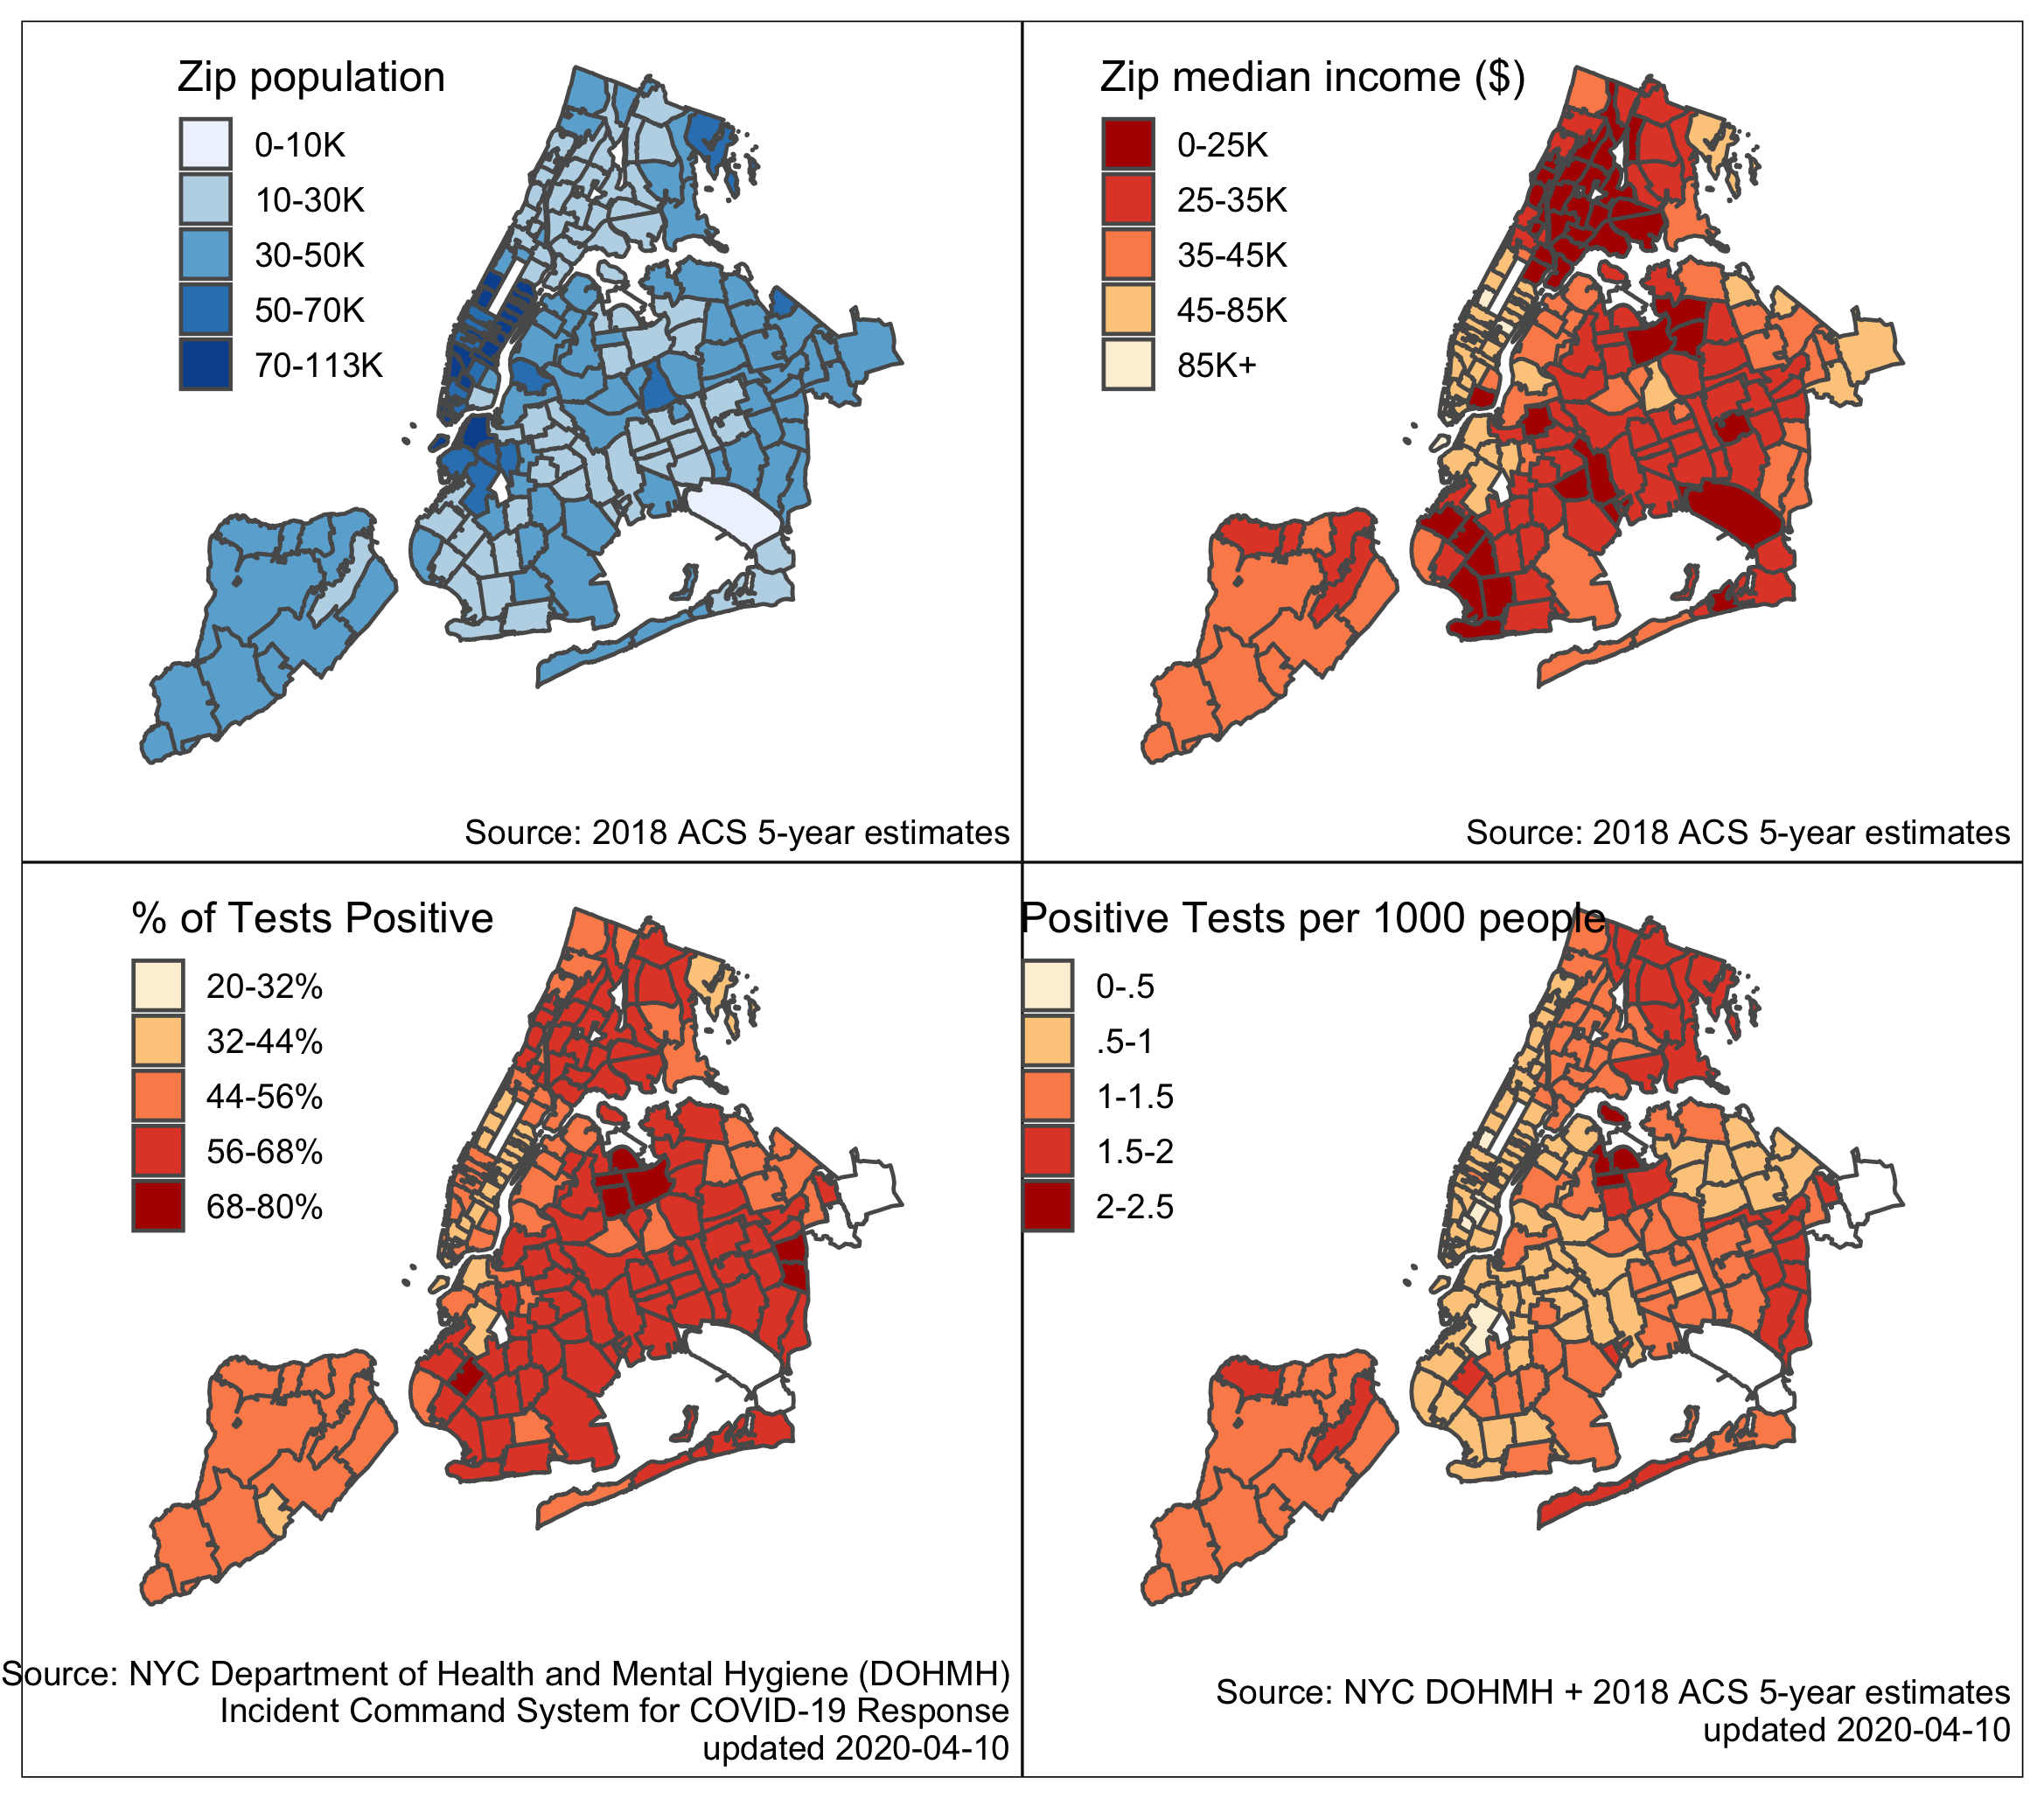 Zip population
0-10K
10-30K
30-50K
50-70K
70-113K
Source: 2018 ACS 5-year estimates
Zip median income ($)
0-25K
25-35K
35-45K
45-85K
85K+
Source: 2018 ACS 5-year estimates
% of Tests Positive
20-32%
32-44%
44-56%
56-68%
68-80%
Source: NYC Department of Health and Mental Hygiene (DOHMH)
Incident Command System for COVID-19 Response
updated 2020-04-10
Positive Tests per 1000 people
0-.5
.5-1
1-1.5
1.5-2
2-2.5
Source: NYC DOHMH + 2018 ACS 5-year estimates
updated 2020-04-10